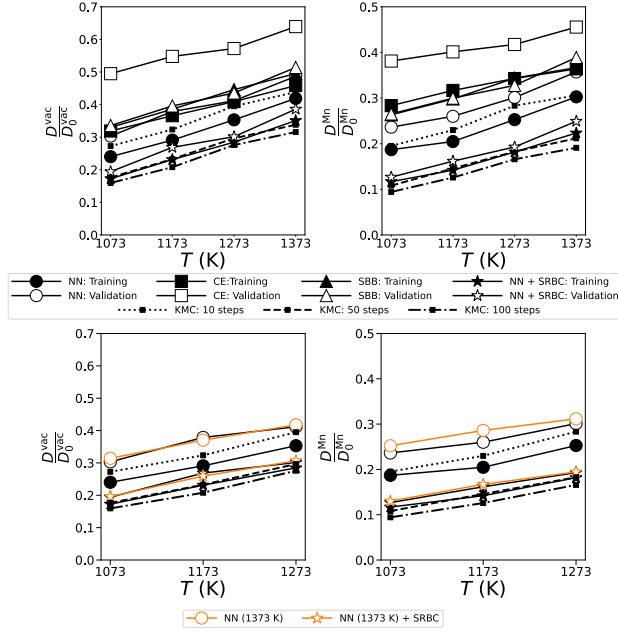 0.7
0.6
0.5
0.4
0.3
0.2
0.1
0.0
D^vac
D_0^vac
1073 1173 1273 1373
T (K)
0.5
0.4
0.3
0.2
0.1
0.0
D^Mn
D_0^Mn
1073 1173 1273 1373
T (K)
NN: Training CE:Training SBB: Training NN + SRBC: Training
NN: Validation CE: Validation SBB: Validation NN + SRBC: Validation
KMC: 10 steps KMC: 50 steps KMC: 100 steps
0.7
0.6
0.5
0.4
0.3
0.2
0.1
0.0
D^vac
D_0^vac
1073 1173 1273
T (K)
0.5
0.4
0.3
0.2
0.1
0.0
D^Mn
D_0^Mn
1073 1173 1273
T (K)
NN (1373 K) NN (1373 K) + SRBC